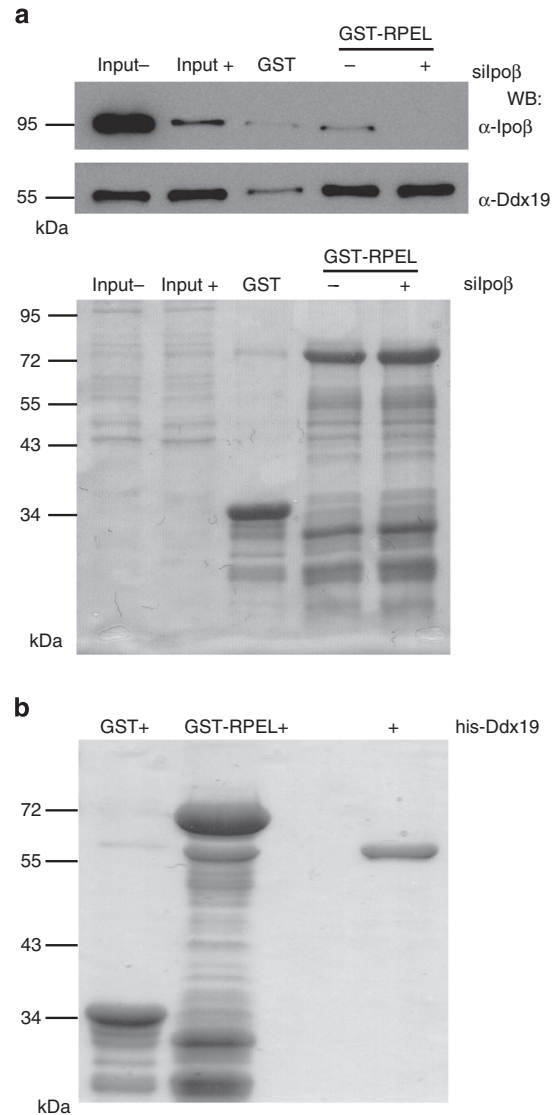 a
GST-RPEL
Input– Input + GST – + siIpoβ
WB:
95 α-Ipoβ
55 α-Ddx19
kDa
GST-RPEL
Input– Input + GST – + siIpoβ
95
72
55
43
34
kDa
b
GST+ GST-RPEL+ + his-Ddx19
72
55
43
34
kDa